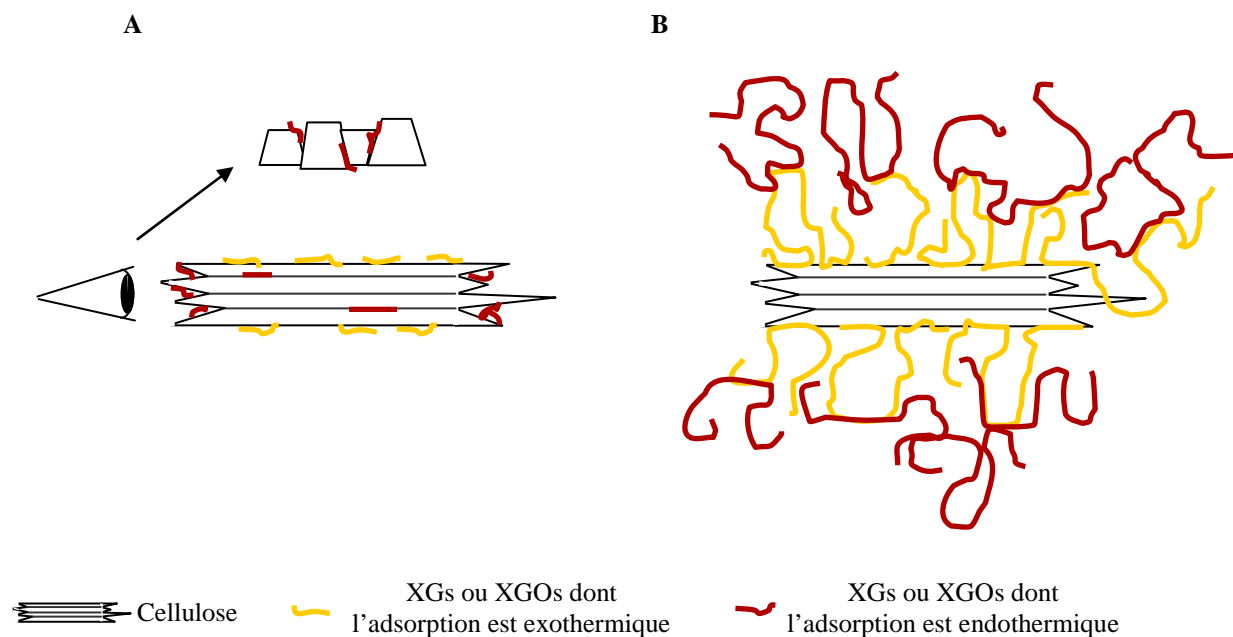 A
B
Cellulose
XGs ou XGOs dont
l’adsorption est exothermique
XGs ou XGOs dont
l’adsorption est endothermique